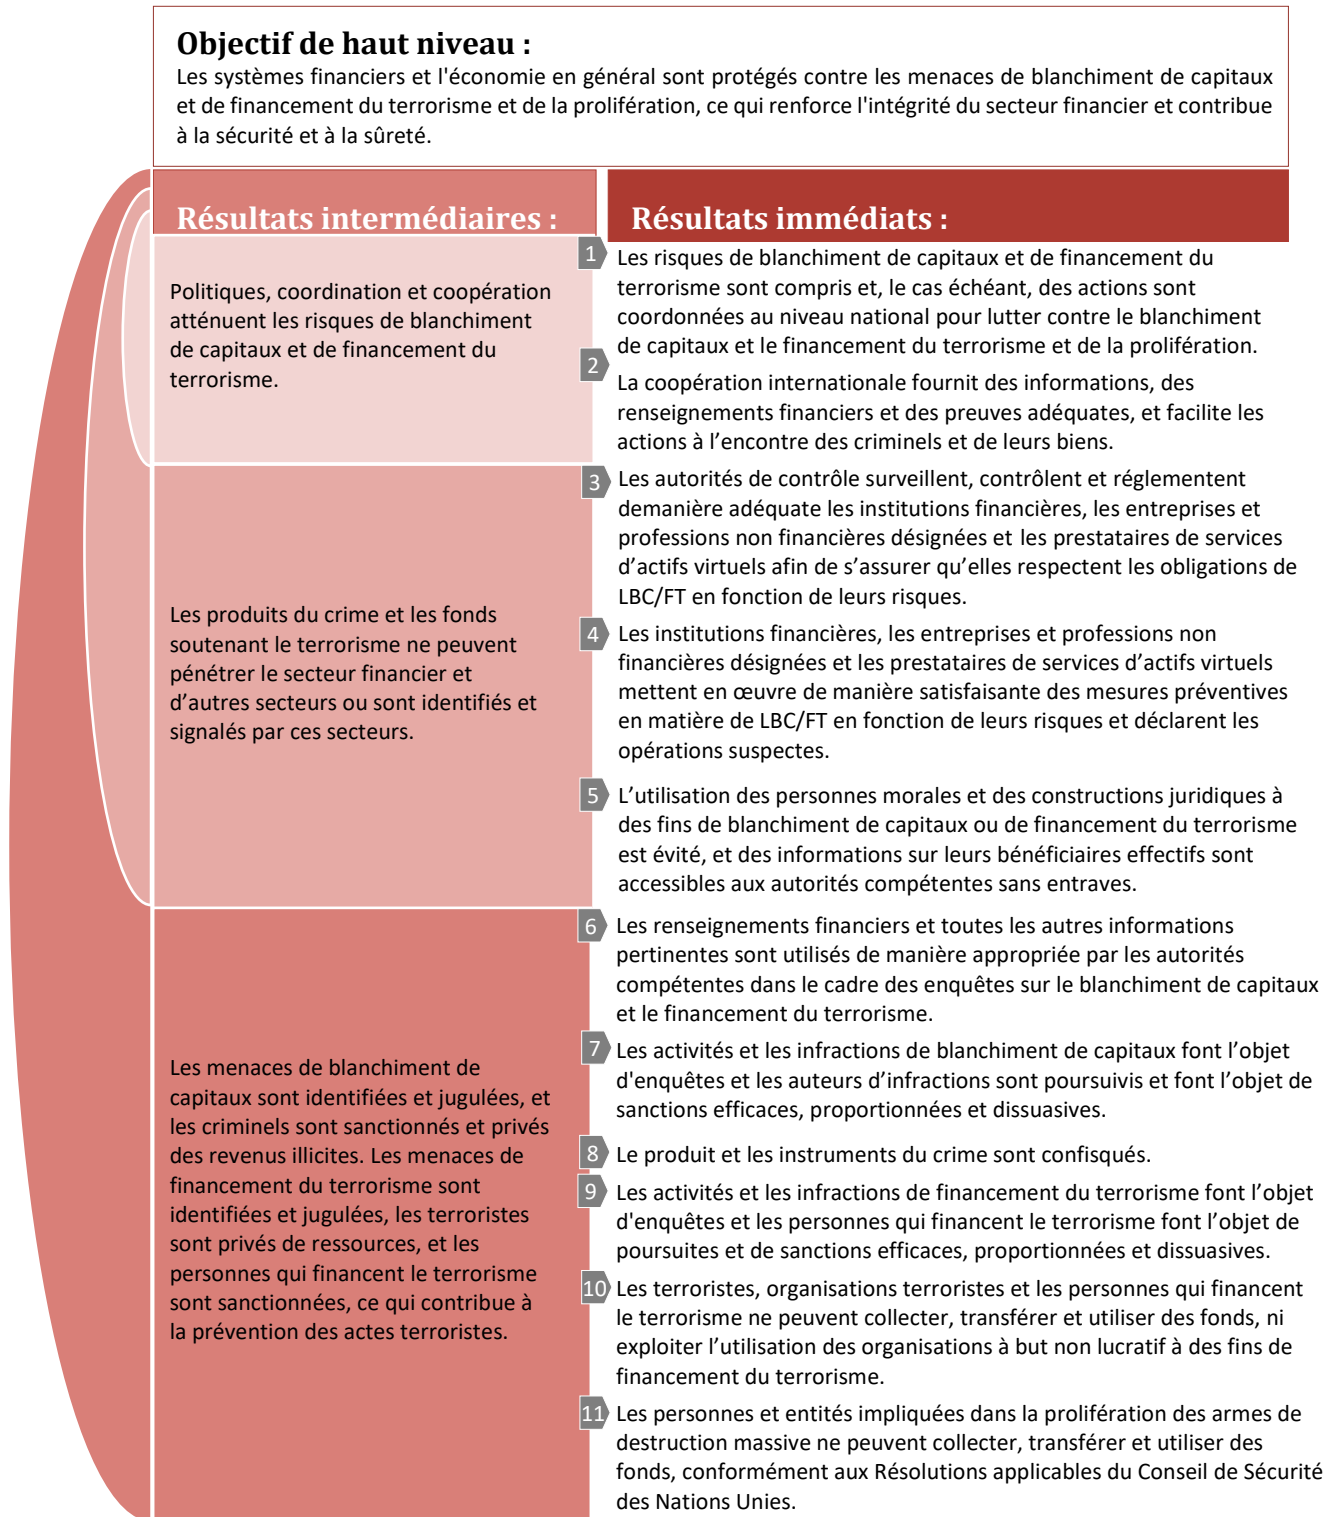 Objectif de haut niveau :
Les systèmes financiers et l'économie en général sont protégés contre les menaces de blanchiment de capitaux
et de financement du terrorisme et de la prolifération, ce qui renforce l'intégrité du secteur financier et contribue
à la sécurité et à la sûreté.
Résultats intermédiaires :
Politiques, coordination et coopération
atténuent les risques de blanchiment
de capitaux et de financement du
terrorisme.
Les produits du crime et les fonds
soutenant le terrorisme ne peuvent
pénétrer le secteur financier et
d’autres secteurs ou sont identifiés et
signalés par ces secteurs.
Les menaces de blanchiment de
capitaux sont identifiées et jugulées, et
les criminels sont sanctionnés et privés
des revenus illicites. Les menaces de
financement du terrorisme sont
identifiées et jugulées, les terroristes
sont privés de ressources, et les
personnes qui financent le terrorisme
sont sanctionnées, ce qui contribue à
la prévention des actes terroristes.
Résultats immédiats :
1 Les risques de blanchiment de capitaux et de financement du
terrorisme sont compris et, le cas échéant, des actions sont
coordonnées au niveau national pour lutter contre le blanchiment
de capitaux et le financement du terrorisme et de la prolifération.
2 La coopération internationale fournit des informations, des
renseignements financiers et des preuves adéquates, et facilite les
actions à l’encontre des criminels et de leurs biens.
3 Les autorités de contrôle surveillent, contrôlent et réglementent
demanière adéquate les institutions financières, les entreprises et
professions non financières désignées et les prestataires de services
d’actifs virtuels afin de s’assurer qu’elles respectent les obligations de
LBC/FT en fonction de leurs risques.
4 Les institutions financières, les entreprises et professions non
financières désignées et les prestataires de services d’actifs virtuels
mettent en œuvre de manière satisfaisante des mesures préventives
en matière de LBC/FT en fonction de leurs risques et déclarent les
opérations suspectes.
5 L’utilisation des personnes morales et des constructions juridiques à
des fins de blanchiment de capitaux ou de financement du terrorisme
est évité, et des informations sur leurs bénéficiaires effectifs sont
accessibles aux autorités compétentes sans entraves.
6 Les renseignements financiers et toutes les autres informations
pertinentes sont utilisés de manière appropriée par les autorités
compétentes dans le cadre des enquêtes sur le blanchiment de capitaux
et le financement du terrorisme.
7 Les activités et les infractions de blanchiment de capitaux font l’objet
d'enquêtes et les auteurs d’infractions sont poursuivis et font l’objet de
sanctions efficaces, proportionnées et dissuasives.
8 Le produit et les instruments du crime sont confisqués.
9 Les activités et les infractions de financement du terrorisme font l’objet
d'enquêtes et les personnes qui financent le terrorisme font l’objet de
poursuites et de sanctions efficaces, proportionnées et dissuasives.
10 Les terroristes, organisations terroristes et les personnes qui financent
le terrorisme ne peuvent collecter, transférer et utiliser des fonds, ni
exploiter l’utilisation des organisations à but non lucratif à des fins de
financement du terrorisme.
11 Les personnes et entités impliquées dans la prolifération des armes de
destruction massive ne peuvent collecter, transférer et utiliser des
fonds, conformément aux Résolutions applicables du Conseil de Sécurité
des Nations Unies.